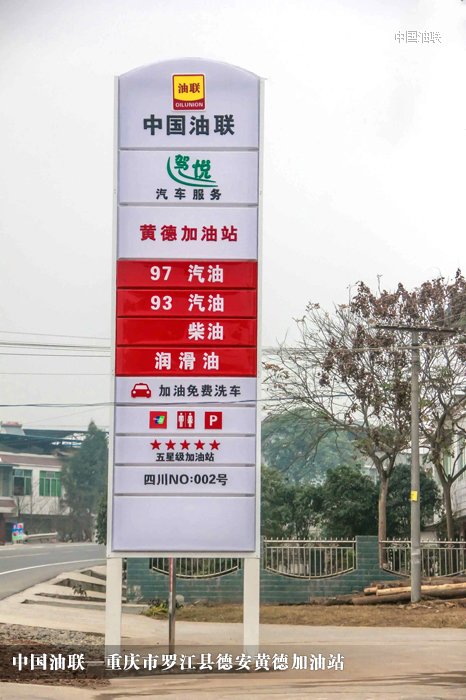 中国油联
油联
OILUNION
中国油联
驾悦
汽车服务
黄德加油站
97 汽油
93 汽油
柴油
润滑油
加油免费洗车
P
五星级加油站
四川NO:002号
中国油联—重庆市罗江县德安黄德加油站